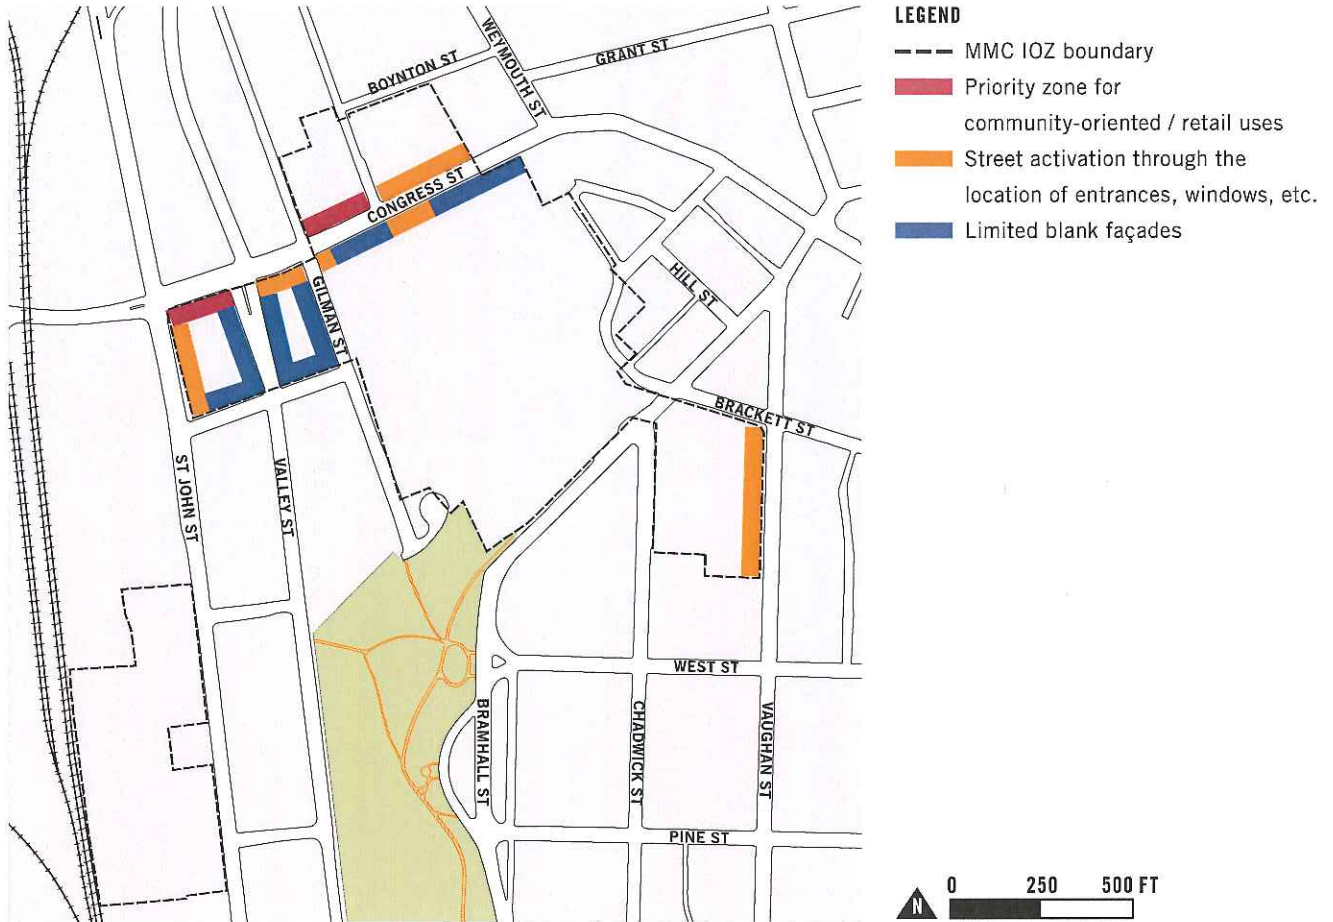 LEGEND
MMC IOZ boundary
Priority zone for
community-oriented / retail uses
Street activation through the
location of entrances, windows, etc.
Limited blank façades
WEYMOUTH ST
GRANT ST
BOYNTON ST
CONGRESS ST
GILMAN ST
HILL ST
BRACKETT ST
ST JOHN ST
VALLEY ST
WEST ST
BRAMHALL ST
CHADWICK ST
VAUGHAN ST
PINE ST
N
0 250 500 FT